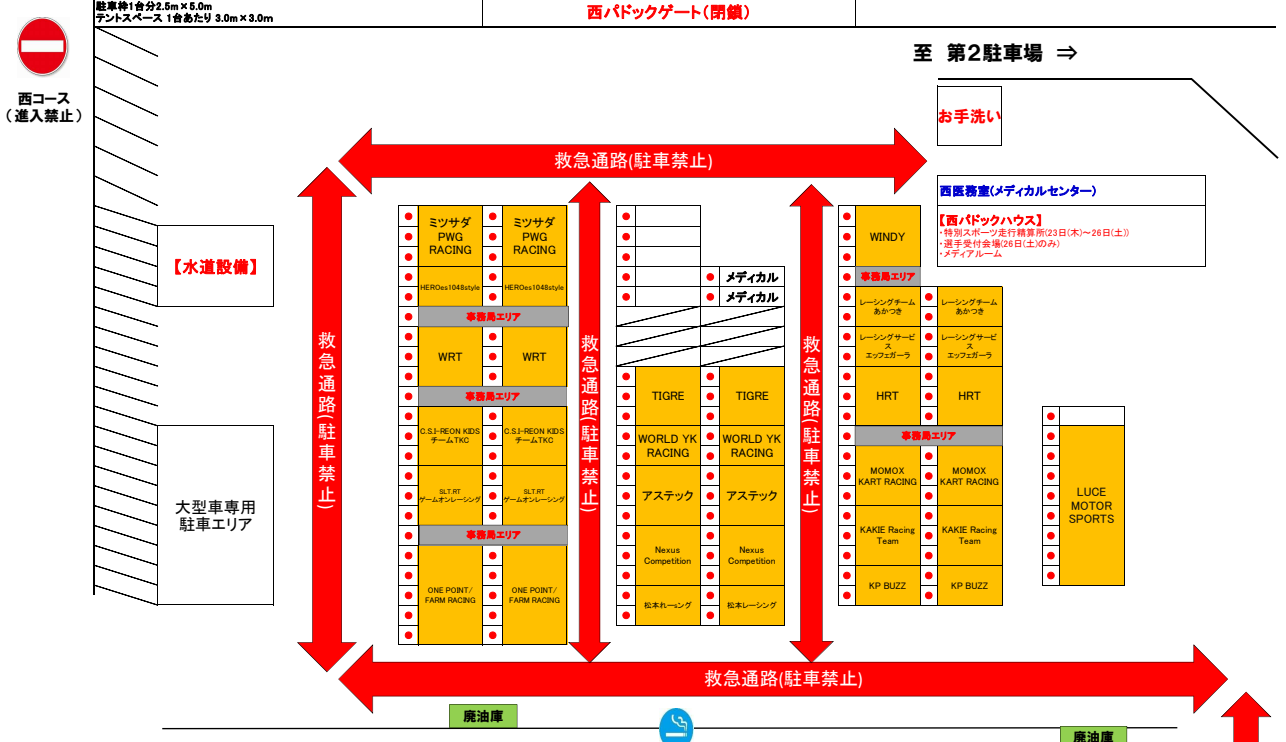 駐車枠1台分2.5m×5.0m
テントスペース 1台あたり 3.0m×3.0m
西パドックゲート(閉鎖)
至 第2駐車場 ⇒
西コース
(進入禁止)
お手洗い
救急通路(駐車禁止)
西医務室(メディカルセンター)
【西パドックハウス】
・特別スポーツ走行精算所(23日(木)~26日(土))
・選手受付会場(26日(土)のみ)
・メディアルーム
【水道設備】
大型車専用
駐車エリア
救急通路(駐車禁止)
ミツサダ
PWG
RACING
ミツサダ
PWG
RACING
HEROes1048style
HEROes1048style
事務局エリア
WRT
WRT
事務局エリア
C.S.I-REON KIDS
チームTKC
C.S.I-REON KIDS
チームTKC
SLT.RT
ゲームオンレーシング
SLT.RT
ゲームオンレーシング
事務局エリア
ONE POINT/
FARM RACING
ONE POINT/
FARM RACING
救急通路(駐車禁止)
メディカル
メディカル
TIGRE
TIGRE
WORLD YK
RACING
WORLD YK
RACING
アステック
アステック
Nexus
Competition
Nexus
Competition
松本レーシング
松本レーシング
救急通路(駐車禁止)
WINDY
事務局エリア
レーシングチーム
あかつき
レーシングチーム
あかつき
レーシングサービ
ス
エッフェガーラ
レーシングサービ
ス
エッフェガーラ
HRT
HRT
事務局エリア
MOMOX
KART RACING
MOMOX
KART RACING
KAKIE Racing
Team
KAKIE Racing
Team
KP BUZZ
KP BUZZ
LUCE
MOTOR
SPORTS
救急通路(駐車禁止)
廃油庫
廃油庫